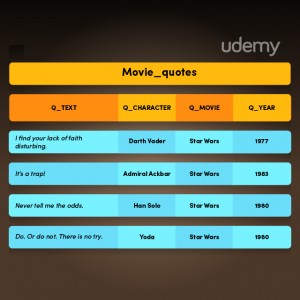 udemy
Movie_quotes
Q_TEXT Q_CHARACTER Q_MOVIE Q_YEAR
I find your lack of faith
disturbing. Darth Vader Star Wars 1977
It's a trap! Admiral Ackbar Star Wars 1983
Never tell me the odds. Han Solo Star Wars 1980
Do. Or do not. There is no try. Yoda Star Wars 1980